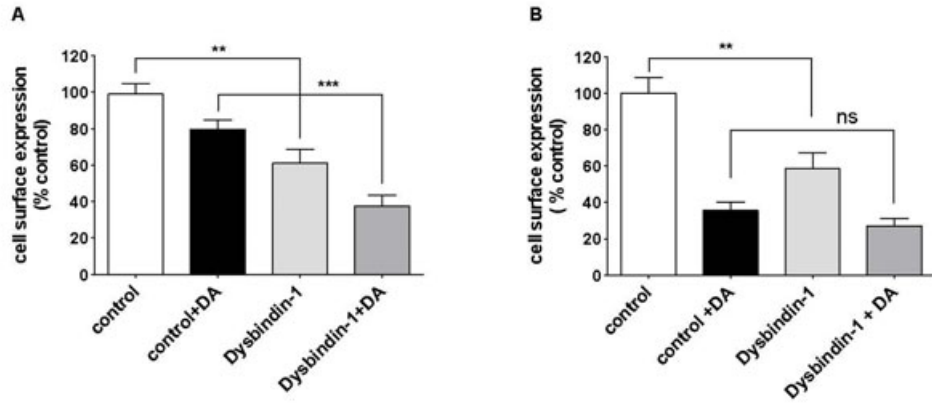 A
cell surface expression
(% control)
120
100
80
60
40
20
0
**
***
control
control+DA
Dysbindin-1
Dysbindin-1+DA
B
cell surface expression
( % control)
120
100
80
60
40
20
0
**
ns
control
control +DA
Dysbindin-1
Dysbindin-1 + DA